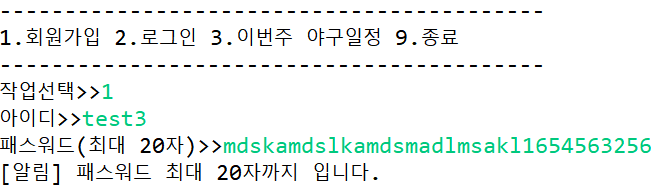 --------------------------------------------
1.회원가입 2.로그인 3.이번주 야구일정 9.종료
--------------------------------------------
작업선택>>1
아이디>>test3
패스워드(최대 20자)>>mdskamdslkamdsmadlmsakl1654563256
[알림] 패스워드 최대 20자까지 입니다.